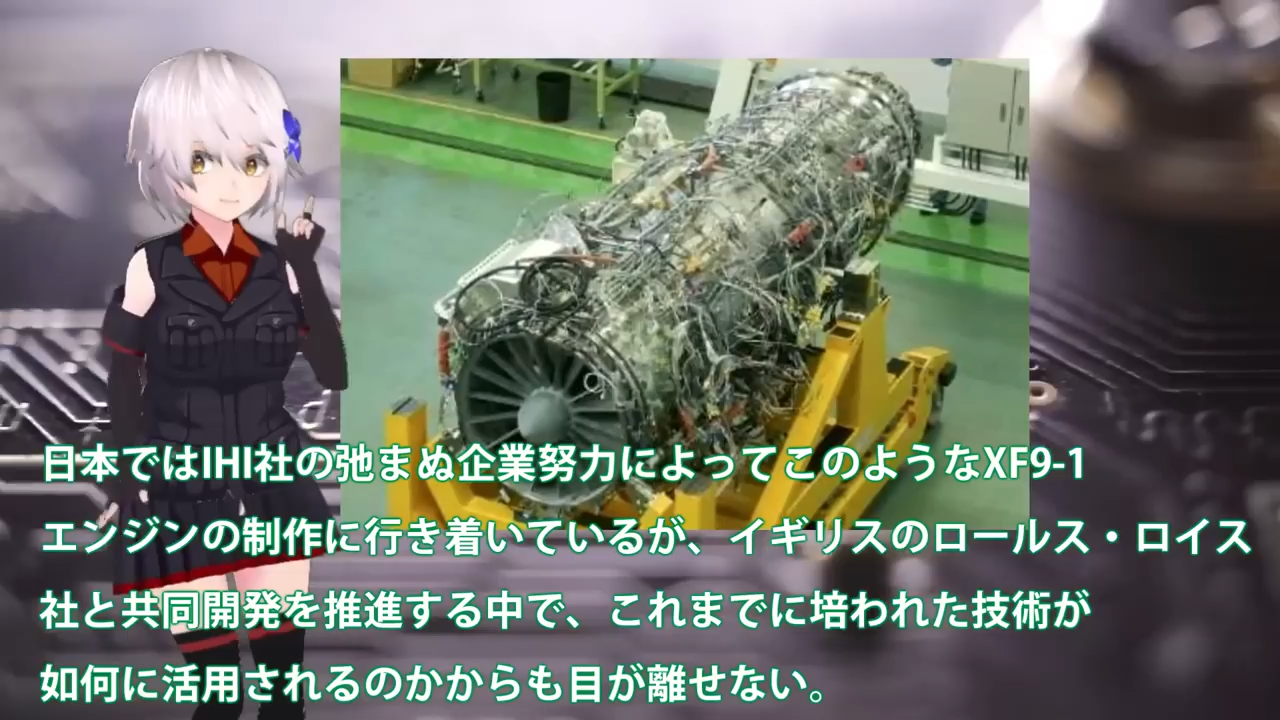 日本ではIHI社の弛まぬ企業努力によってこのようなXF9-1
エンジンの制作に行き着いているが、イギリスのロールス・ロイス
社と共同開発を推進する中で、これまでに培われた技術が
如何に活用されるのかからも目が離せない。